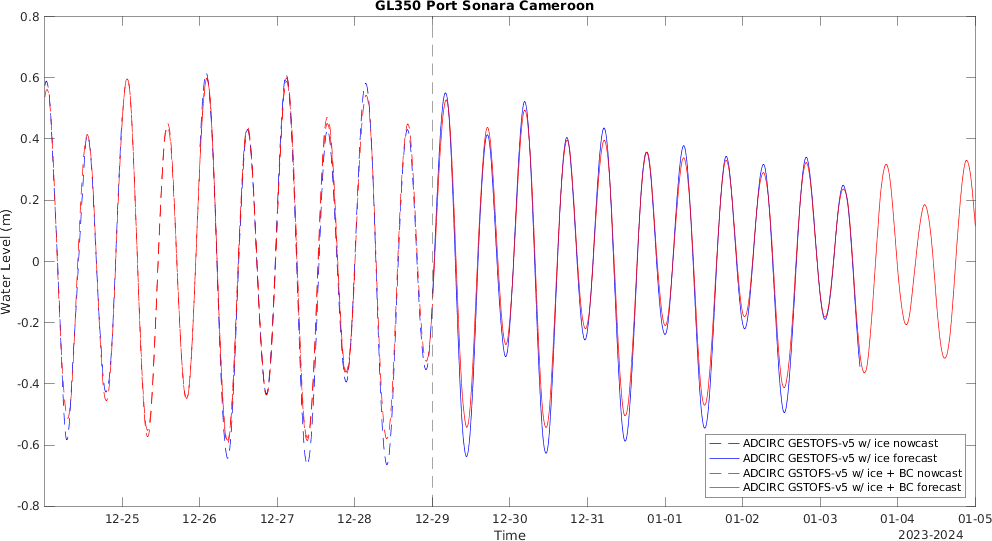 GL350 Port Sonara Cameroon
0.8
0.6
0.4
0.2
0
-0.2
-0.4
-0.6
-0.8
Water Level (m)
ADCIRC GESTOFS-v5 w/ ice nowcast
ADCIRC GESTOFS-v5 w/ ice forecast
ADCIRC GSTOFS-v5 w/ ice + BC nowcast
ADCIRC GSTOFS-v5 w/ ice + BC forecast
12-25 12-26 12-27 12-28 12-29 12-30 12-31 01-01 01-02 01-03 01-04 01-05
Time
2023-2024